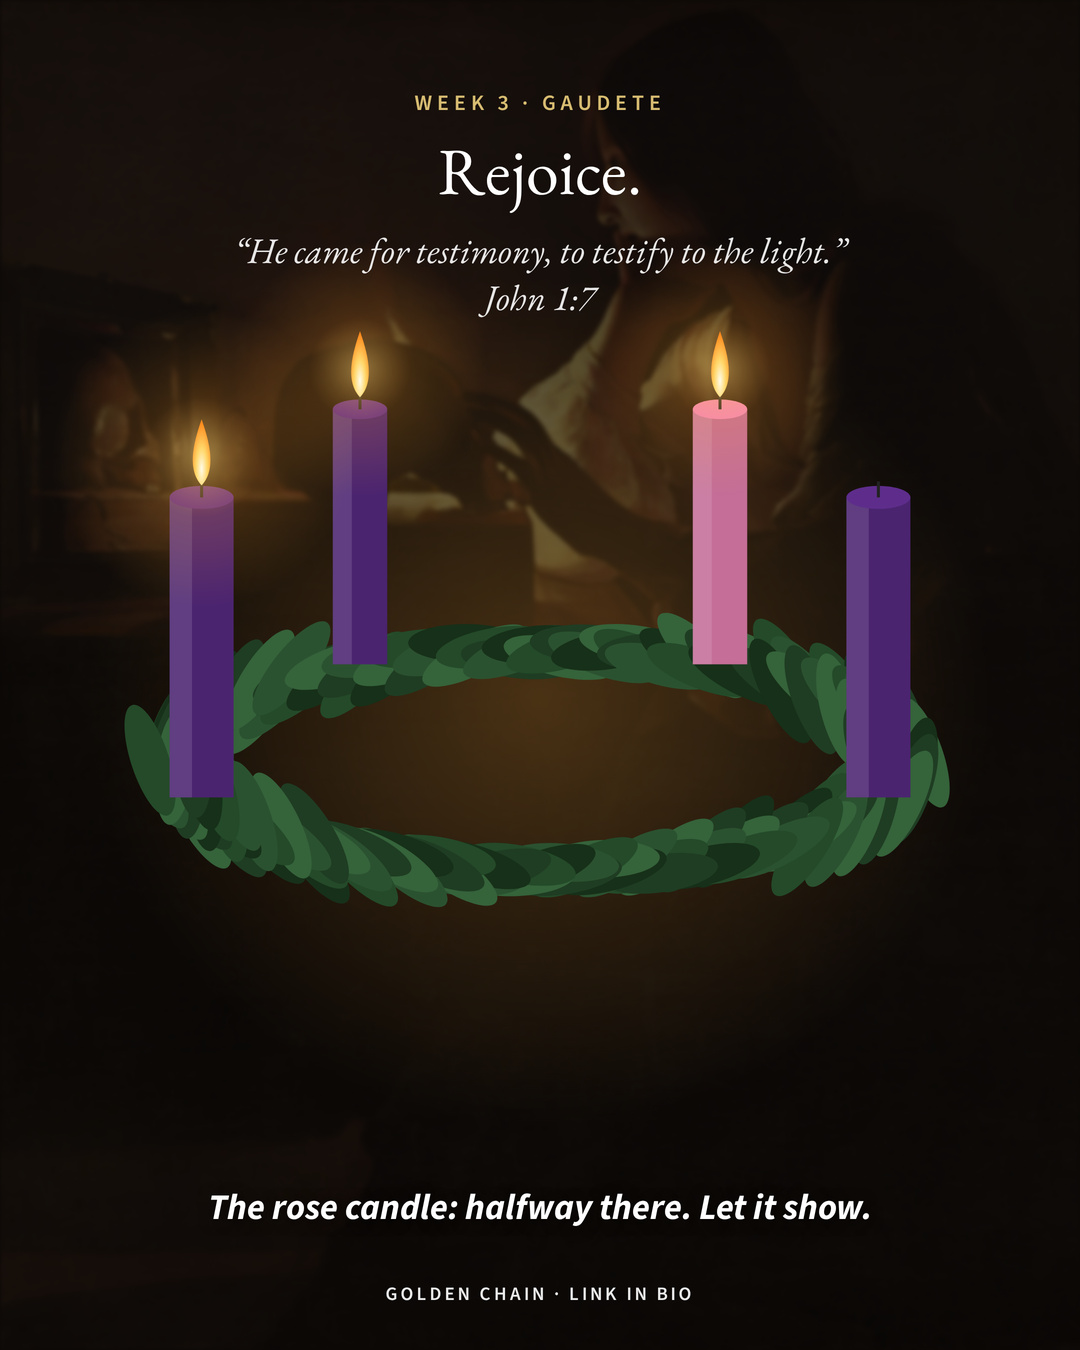 WEEK 3 · GAUDETE
Rejoice.
“He came for testimony, to testify to the light.”
John 1:7
The rose candle: halfway there. Let it show.
GOLDEN CHAIN · LINK IN BIO